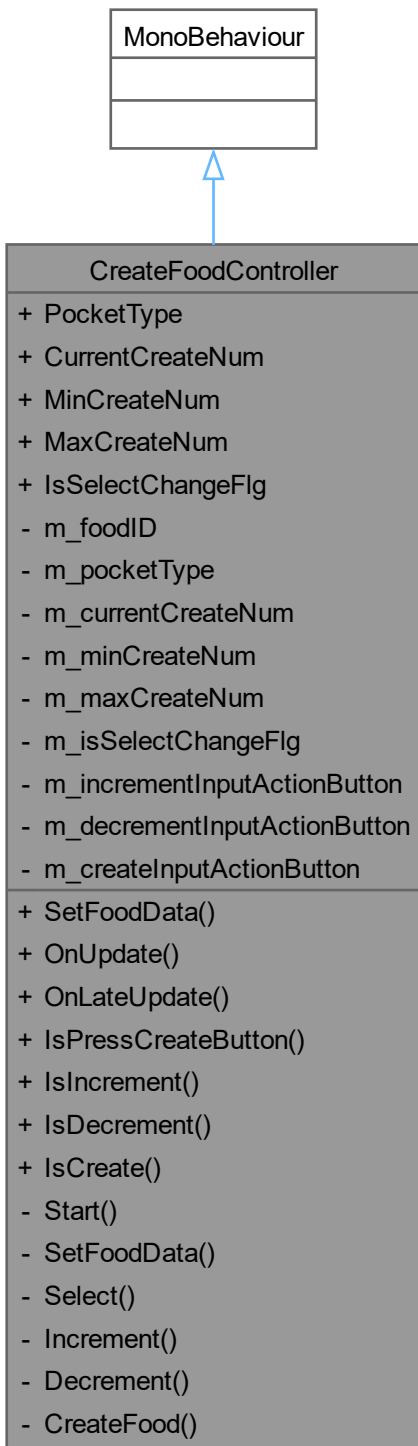 MonoBehaviour
CreateFoodController
+ PocketType
+ CurrentCreateNum
+ MinCreateNum
+ MaxCreateNum
+ IsSelectChangeFlg
- m_foodID
- m_pocketType
- m_currentCreateNum
- m_minCreateNum
- m_maxCreateNum
- m_isSelectChangeFlg
- m_incrementInputActionButton
- m_decrementInputActionButton
- m_createInputActionButton
+ SetFoodData()
+ OnUpdate()
+ OnLateUpdate()
+ IsPressCreateButton()
+ IsIncrement()
+ IsDecrement()
+ IsCreate()
- Start()
- SetFoodData()
- Select()
- Increment()
- Decrement()
- CreateFood()